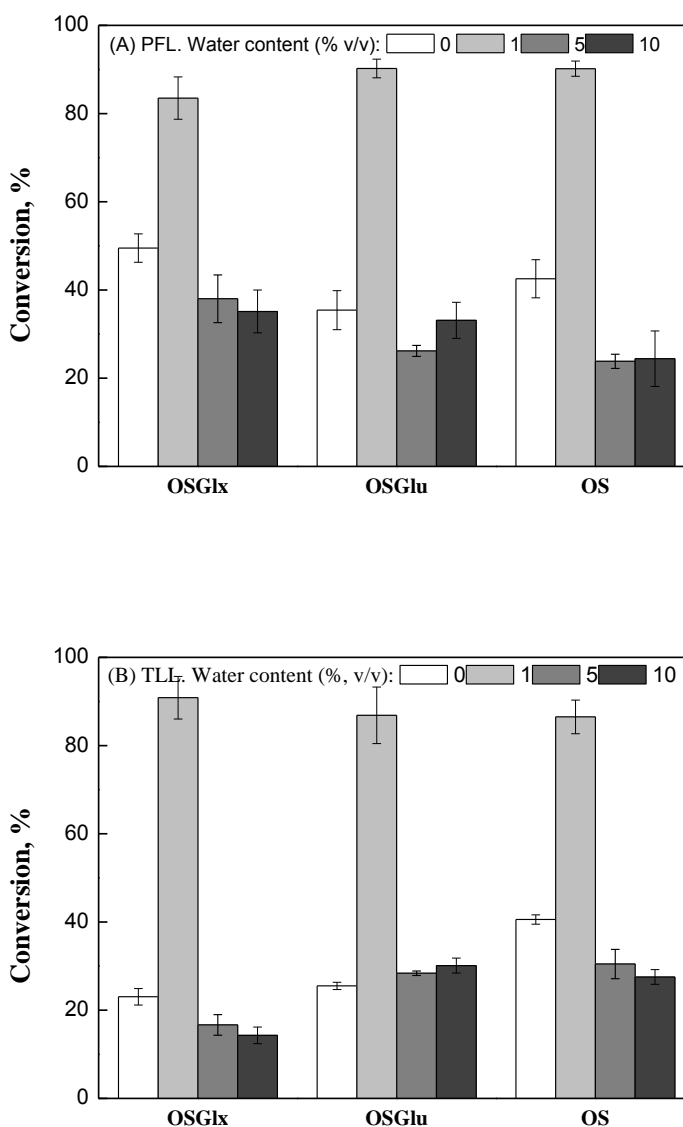 100
(A) PFL. Water content (% v/v): 0 1 5 10
80
60
40
20
0
Conversion, %
OSGlx OSGlu OS
100
(B) TLL. Water content (%, v/v): 0 1 5 10
80
60
40
20
0
Conversion, %
OSGlx OSGlu OS